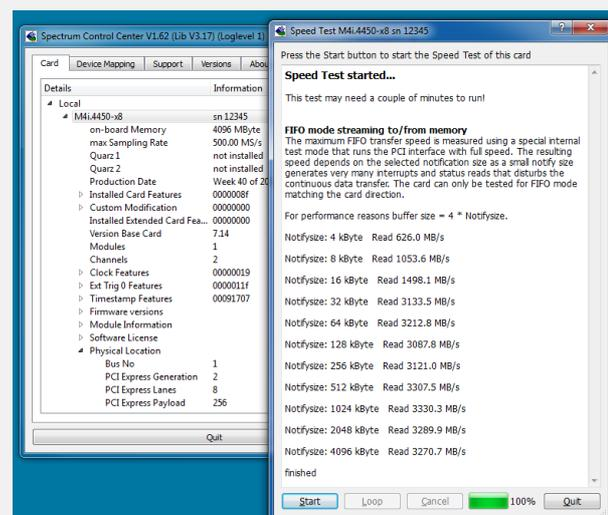 Spectrum Control Center V1.62 (Lib V3.17) (Loglevel 1)
Card
Device Mapping
Support
Versions
Abou
Details
Information
Local
M4i.4450-x8
sn 12345
on-board Memory
4096 MByte
max Sampling Rate
500.00 MS/s
Quarz 1
not installed
Quarz 2
not installed
Production Date
Week 40 of 20
Installed Card Features
0000008f
Custom Modification
00000000
Installed Extended Card Fea...
00000000
Version Base Card
7.14
Modules
1
Channels
2
Clock Features
00000019
Ext Trig 0 Features
0000011f
Timestamp Features
00091707
Firmware versions
Module Information
Software License
Physical Location
Bus No
1
PCI Express Generation
2
PCI Express Lanes
8
PCI Express Payload
256
Quit
Speed Test M4i.4450-x8 sn 12345
Press the Start button to start the Speed Test of this card
Speed Test started...
This test may need a couple of minutes to run!
FIFO mode streaming to/from memory
The maximum FIFO transfer speed is measured using a special internal
test mode that runs the PCI interface with full speed. The resulting
speed depends on the selected notification size as a small notify size
generates very many interrupts and status reads that disturbs the
continuous data transfer. The card can only be tested for FIFO mode
matching the card direction.
For performance reasons buffer size = 4 * Notifysize.
Notifysize: 4 kByte Read 626.0 MB/s
Notifysize: 8 kByte Read 1053.6 MB/s
Notifysize: 16 kByte Read 1498.1 MB/s
Notifysize: 32 kByte Read 3133.5 MB/s
Notifysize: 64 kByte Read 3212.8 MB/s
Notifysize: 128 kByte Read 3087.8 MB/s
Notifysize: 256 kByte Read 3121.0 MB/s
Notifysize: 512 kByte Read 3307.5 MB/s
Notifysize: 1024 kByte Read 3330.3 MB/s
Notifysize: 2048 kByte Read 3289.9 MB/s
Notifysize: 4096 kByte Read 3270.7 MB/s
finished
Start
Loop
Cancel
100%
Quit